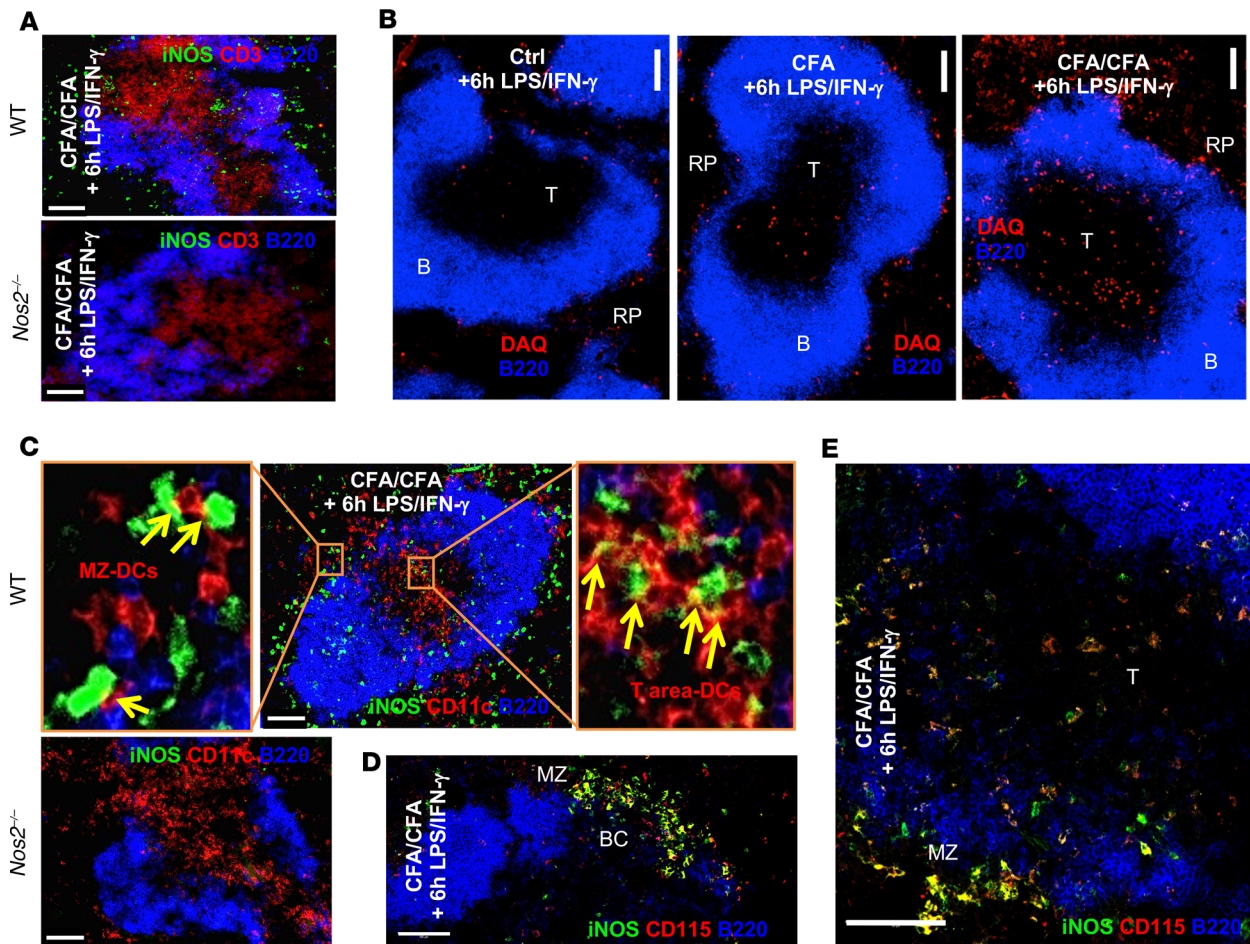 A
iNOS CD3 B220
WT
CFA/CFA
+ 6h LPS/IFN-γ
iNOS CD3 B220
Nos2–/–
CFA/CFA
+ 6h LPS/IFN-γ
B
Ctrl
+6h LPS/IFN-γ
T
B
RP
DAQ
B220
CFA
+6h LPS/IFN-γ
RP
T
B
DAQ
B220
CFA/CFA
+6h LPS/IFN-γ
RP
DAQ
B220
T
B
C
WT
MZ-DCs
CFA/CFA
+ 6h LPS/IFN-γ
iNOS CD11c B220
T area-DCs
Nos2–/–
iNOS CD11c B220
D
CFA/CFA
+ 6h LPS/IFN-γ
MZ
BC
iNOS CD115 B220
E
CFA/CFA
+ 6h LPS/IFN-γ
T
MZ
iNOS CD115 B220